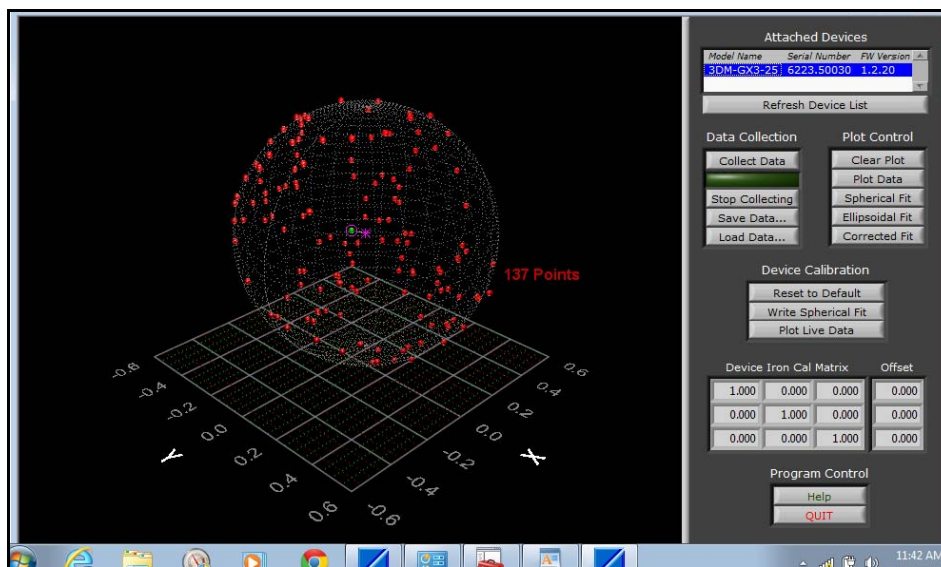 Attached Devices
Model Name Serial Number FW Version
3DM-GX3-25 6223.50030 1.2.20
Refresh Device List
Data Collection Plot Control
Collect Data Clear Plot
Plot Data
Stop Collecting Spherical Fit
Save Data... Ellipsoidal Fit
Load Data... Corrected Fit
137 Points
Device Calibration
Reset to Default
Write Spherical Fit
Plot Live Data
Device Iron Cal Matrix Offset
1.000 0.000 0.000 0.000
0.000 1.000 0.000 0.000
0.000 0.000 1.000 0.000
Program Control
Help
QUIT
-0.6 0.6
-0.4 0.4
-0.2 0.2
0.0 0.0
Y X
0.2 -0.2
0.4 -0.4
0.6 -0.6
11:42 AM